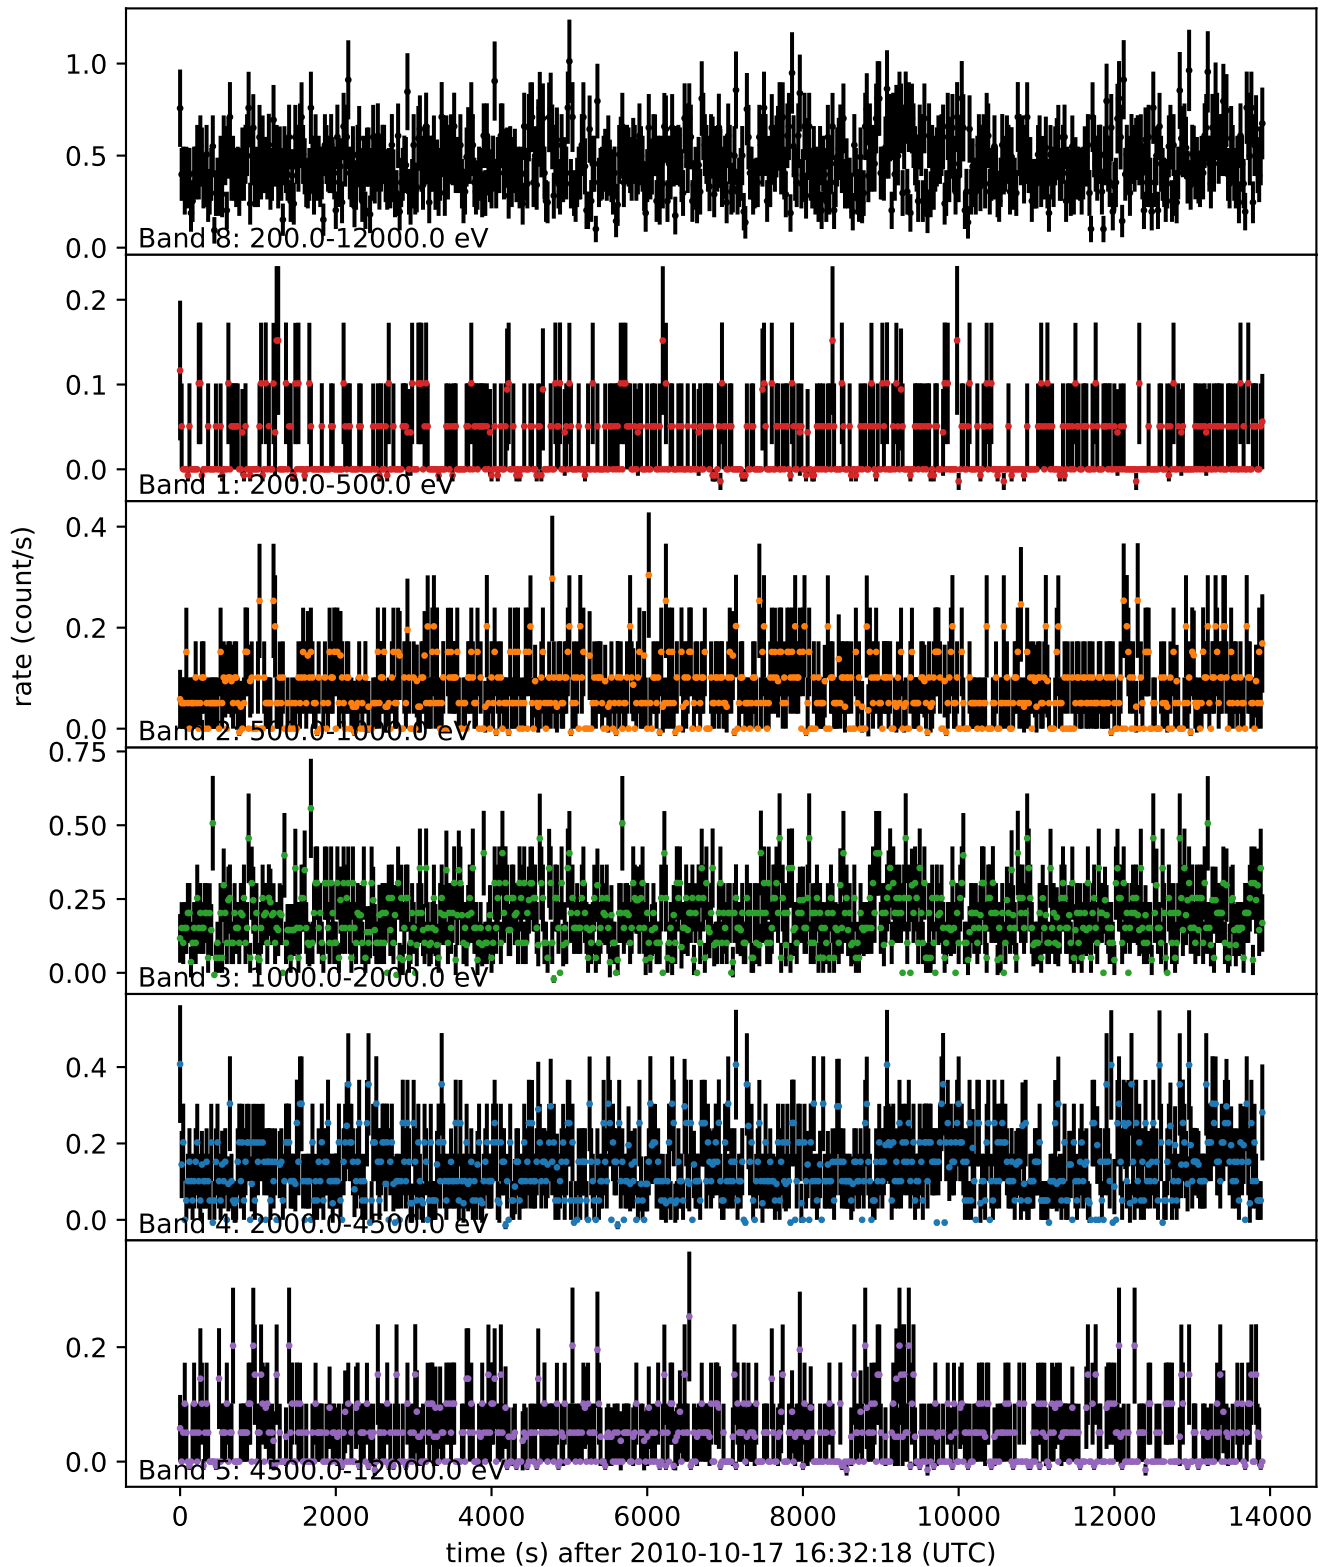 1.0
0.5
0.0
Band 8: 200.0-12000.0 eV
0.2
0.1
0.0
Band 1: 200.0-500.0 eV
rate (count/s)
0.4
0.2
0.0
Band 2: 500.0-1000.0 eV
0.75
0.50
0.25
0.00
Band 3: 1000.0-2000.0 eV
0.4
0.2
0.0
Band 4: 2000.0-4500.0 eV
0.2
0.0
Band 5: 4500.0-12000.0 eV
0 2000 4000 6000 8000 10000 12000 14000
time (s) after 2010-10-17 16:32:18 (UTC)